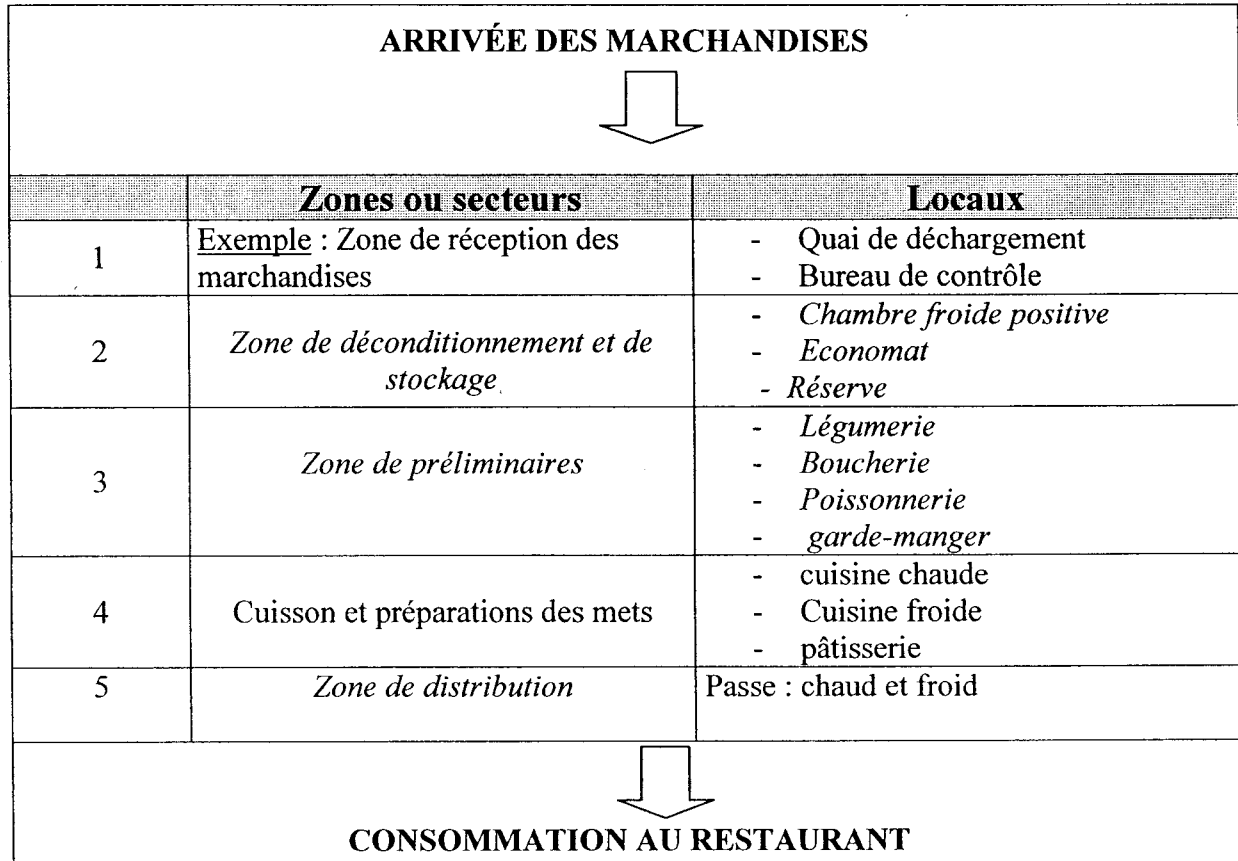 ARRIVÉE DES MARCHANDISES
Zones ou secteurs
Locaux
1
Exemple : Zone de réception des
marchandises
- Quai de déchargement
- Bureau de contrôle
2
Zone de déconditionnement et de
stockage
- Chambre froide positive
- Economat
- Réserve
3
Zone de préliminaires
- Légumerie
- Boucherie
- Poissonnerie
- garde-manger
4
Cuisson et préparations des mets
- cuisine chaude
- Cuisine froide
- pâtisserie
5
Zone de distribution
Passe : chaud et froid
CONSOMMATION AU RESTAURANT